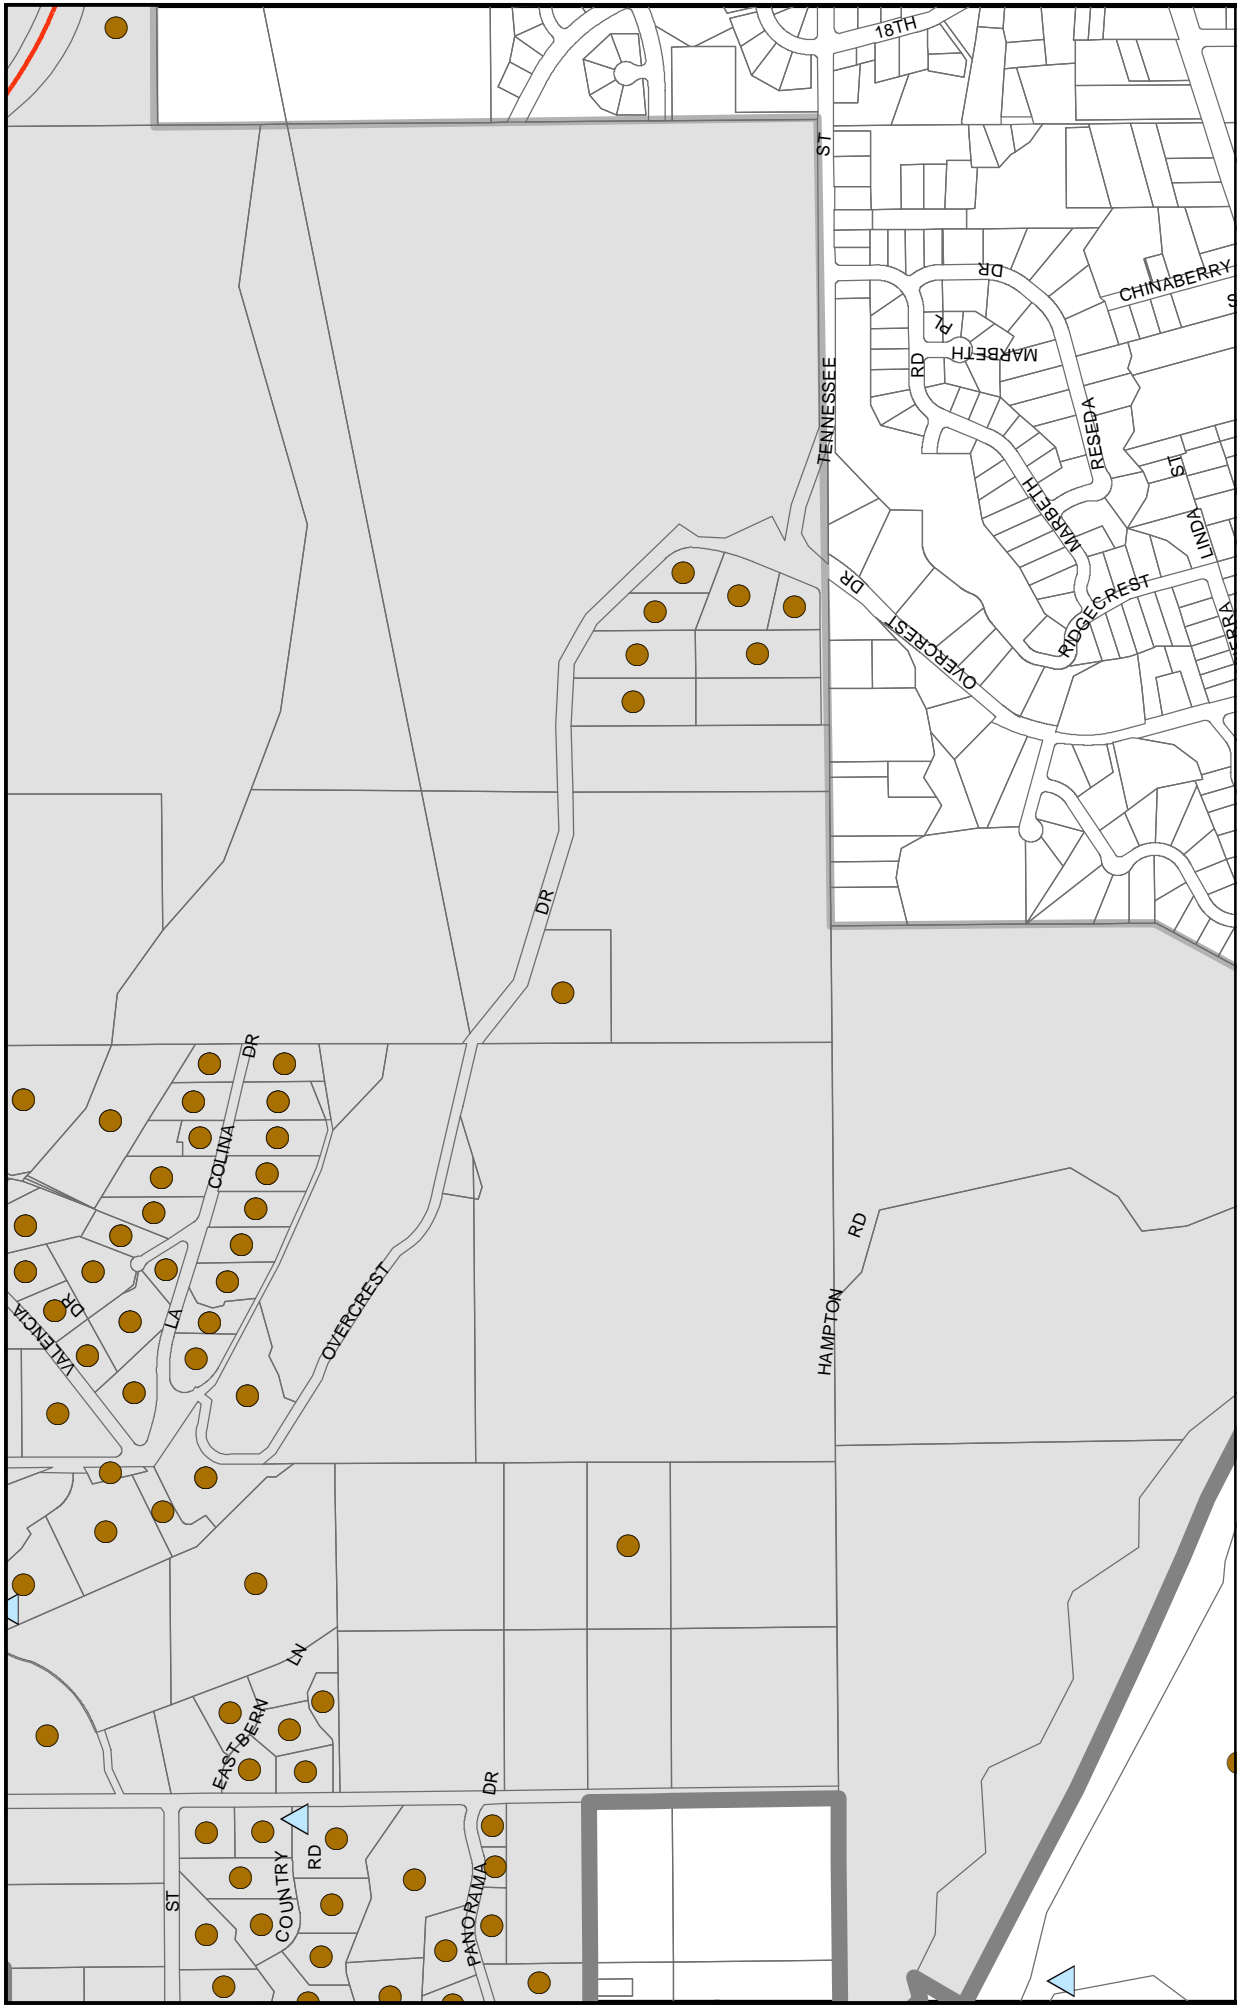 18TH
ST
DR
CHINABERRY
S
PL
MARBETH
RD
TENNESSEE
RESEDA
ST
MARBETH
LINDA
DR
RIDGECREST
OVERCREST
DR
DR
COLINA
RD
DR
LA
VALENCIA
OVERCREST
HAMPTON
LN
EASTBERN
DR
RD
COUNTRY
ST
PANORAMA